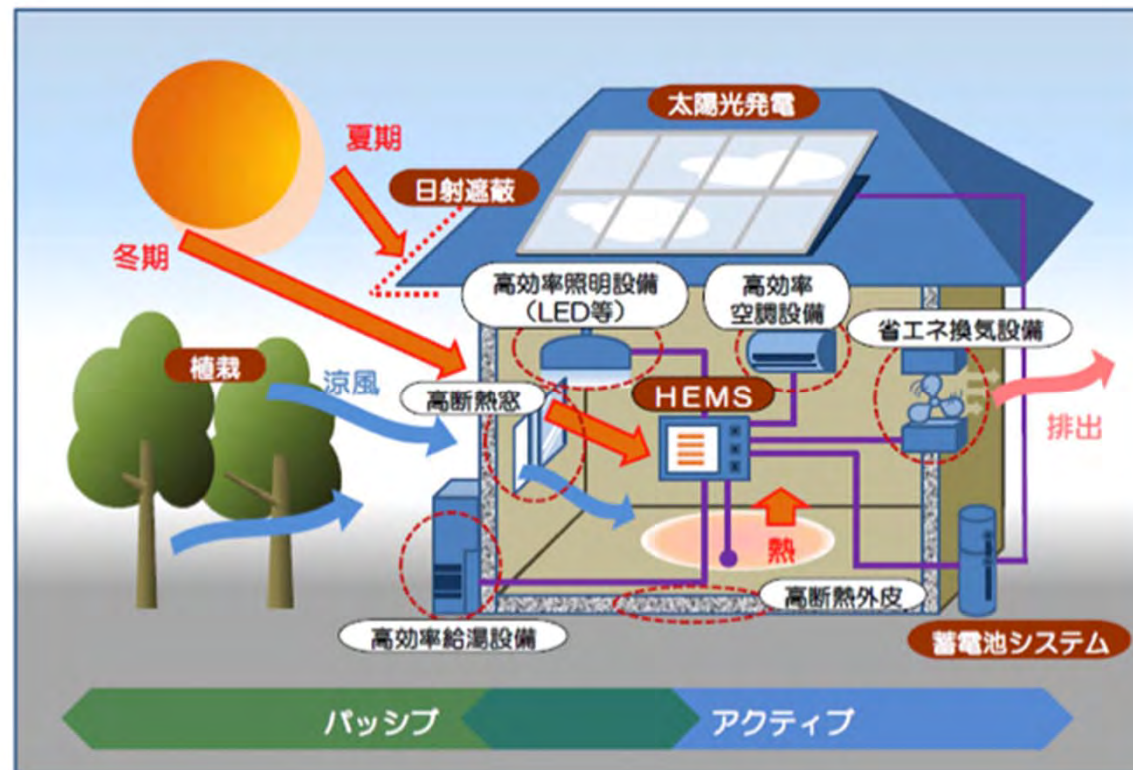 太陽光発電
夏期
日射遮蔽
冬期
高効率照明設備
(LED等)
高効率
空調設備
省エネ換気設備
植栽
涼風
高断熱窓
HEMS
排出
熱
高断熱外皮
高効率給湯設備
蓄電池システム
パッシブ
アクティブ